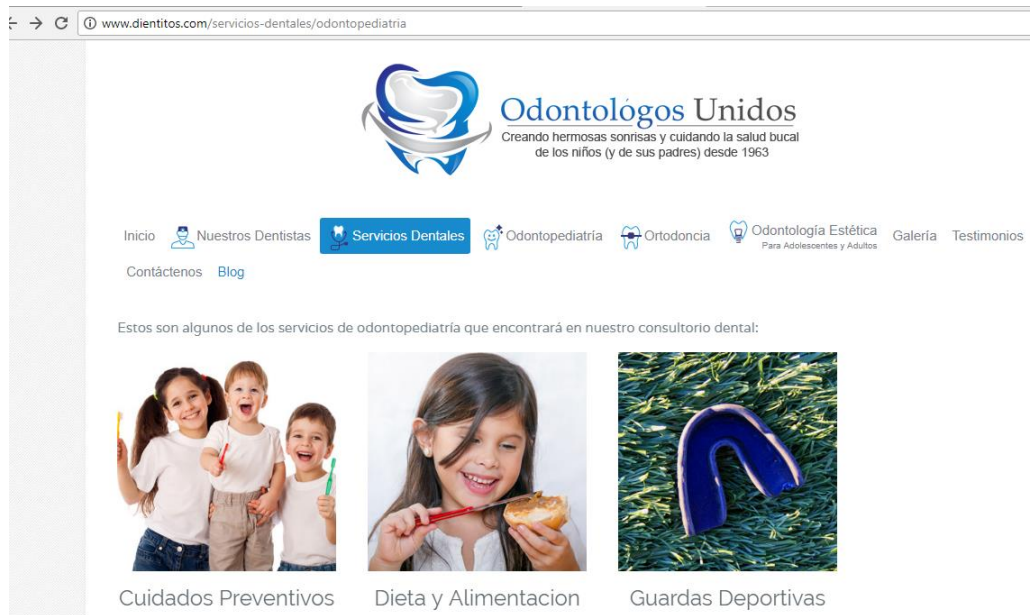 www.dientitos.com/servicios-dentales/odontopediatria
Odontológos Unidos
Creando hermosas sonrisas y cuidando la salud bucal
de los niños (y de sus padres) desde 1963
Inicio Nuestros Dentistas Servicios Dentales Odontopediatría Ortodoncia Odontología Estética Galería Testimonios
Para Adolescentes y Adultos
Contáctenos Blog
Estos son algunos de los servicios de odontopediatría que encontrará en nuestro consultorio dental:
Cuidados Preventivos Dieta y Alimentacion Guardas Deportivas